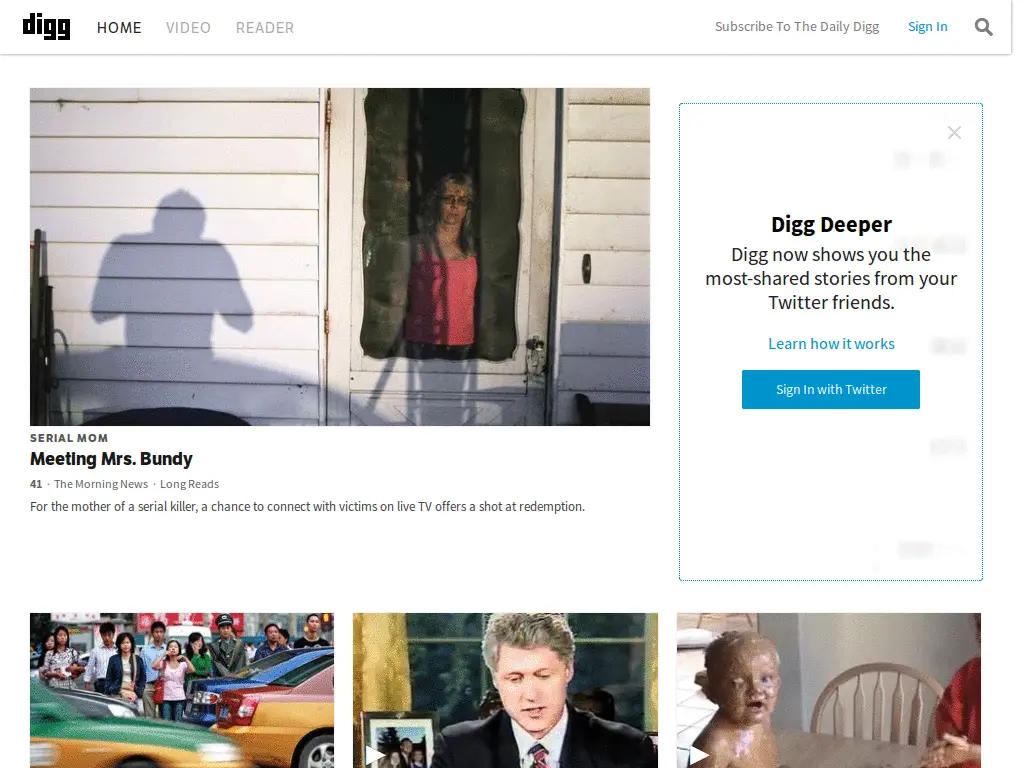 digg
HOME
VIDEO
READER
Subscribe To The Daily Digg
Sign In
Digg Deeper
Digg now shows you the
most-shared stories from your
Twitter friends.
Learn how it works
Sign In with Twitter
SERIAL MOM
Meeting Mrs. Bundy
41 · The Morning News · Long Reads
For the mother of a serial killer, a chance to connect with victims on live TV offers a shot at redemption.